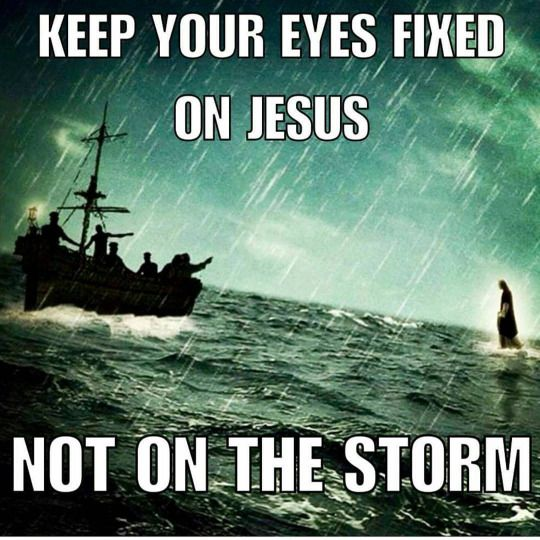 KEEP YOUR EYES FIXED
ON JESUS
NOT ON THE STORM